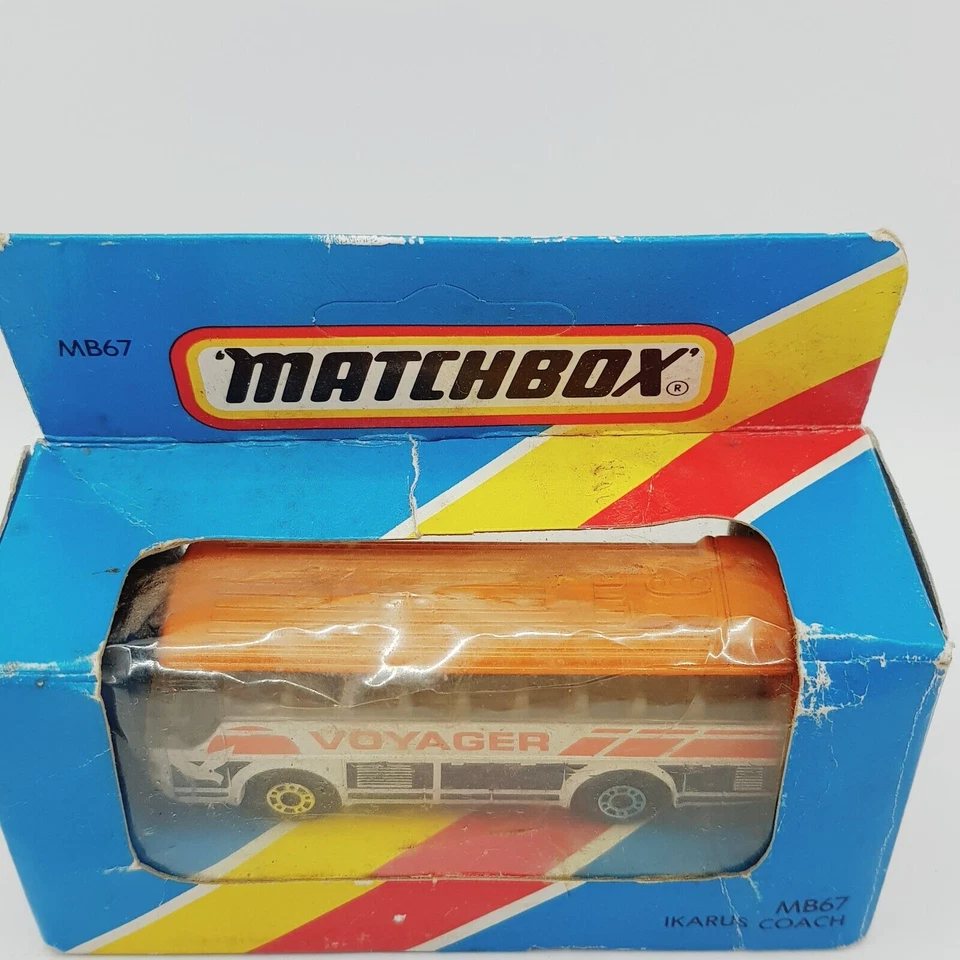 MB67
'MATCHBOX'®
VOYAGER
MB67
IKARUS COACH